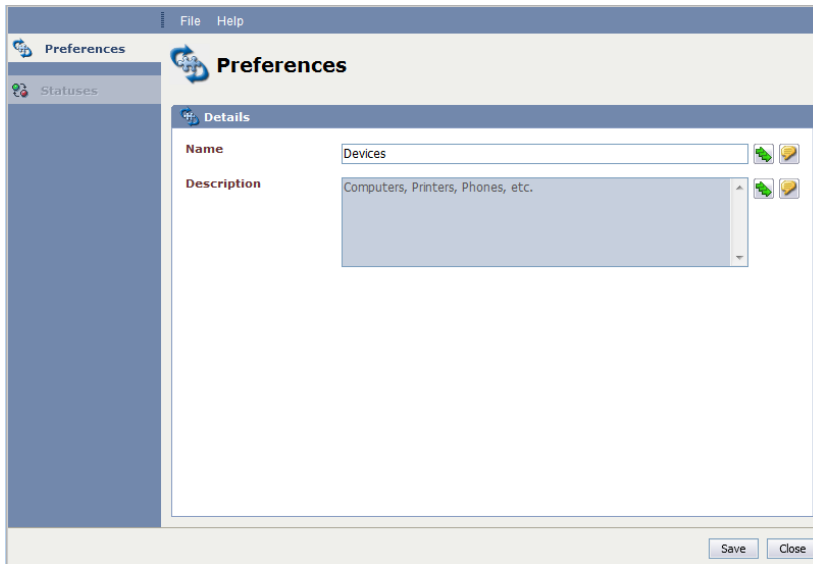 File Help
Preferences
Statuses
Preferences
Details
Name
Devices
Description
Computers, Printers, Phones, etc.
Save Close